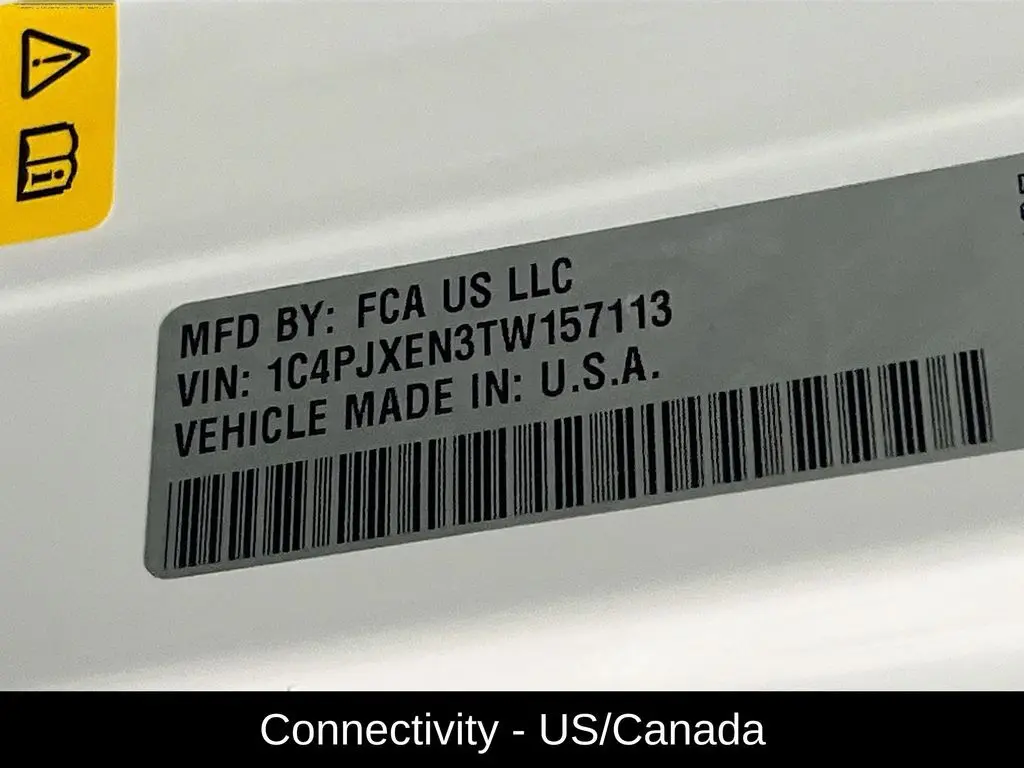 MFD BY: FCA US LLC
VIN: 1C4PJXEN3TW157113
VEHICLE MADE IN: U.S.A.
Connectivity - US/Canada